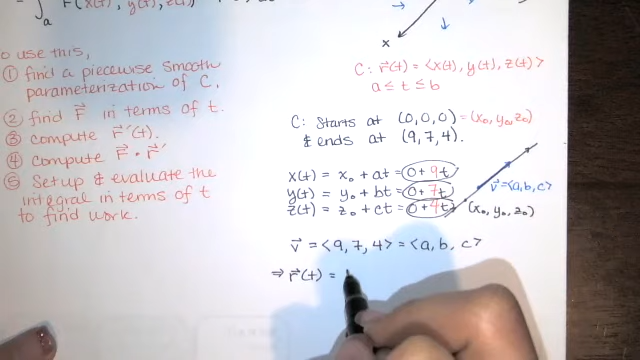 ∫ₐ F(x(t), y(t), z(t))
o use this,
① find a piecewise smooth
parameterization of C.
② find F⃗ in terms of t.
③ compute r⃗'(t).
④ compute F⃗ · r⃗'
⑤ Setup & evaluate the
integral in terms of t
to find work.
x
C: r⃗(t) = <x(t), y(t), z(t)>
a ≤ t ≤ b
C: Starts at (0,0,0) = (x₀, y₀, z₀)
& ends at (9,7,4).
x(t) = x₀ + at = 0 + 9t
y(t) = y₀ + bt = 0 + 7t
z(t) = z₀ + ct = 0 + 4t
v⃗ = <a, b, c>
(x₀, y₀, z₀)
v⃗ = <9, 7, 4> = <a, b, c>
⇒ r⃗(t) =